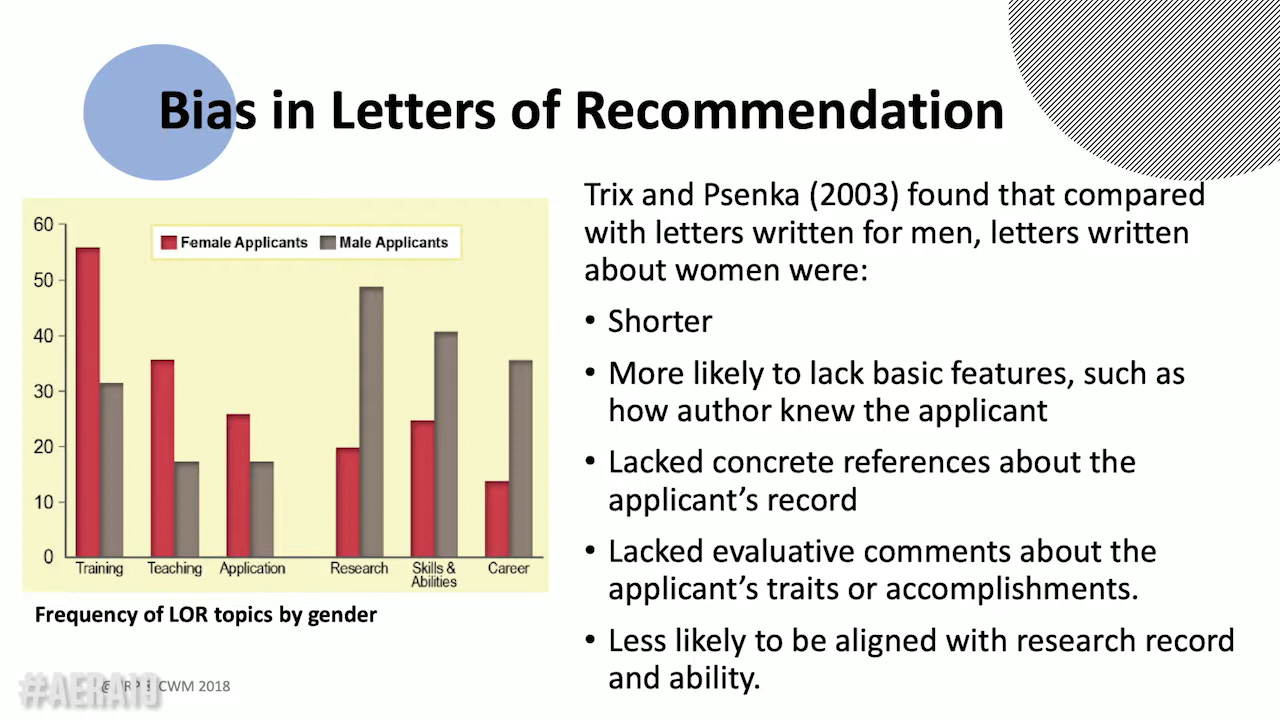 Bias in Letters of Recommendation
60
50
40
30
20
10
0
Female Applicants
Male Applicants
Training
Teaching
Application
Research
Skills &
Abilities
Career
Frequency of LOR topics by gender
Trix and Psenka (2003) found that compared
with letters written for men, letters written
about women were:
• Shorter
• More likely to lack basic features, such as
how author knew the applicant
• Lacked concrete references about the
applicant’s record
• Lacked evaluative comments about the
applicant’s traits or accomplishments.
• Less likely to be aligned with research record
and ability.
#AERA19
CWM 2018